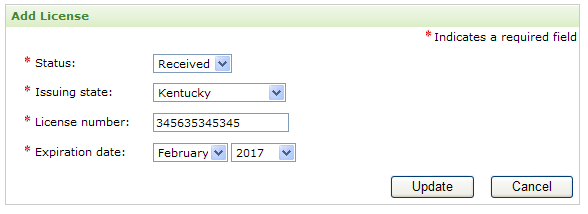 Add License
* Indicates a required field
* Status: Received
* Issuing state: Kentucky
* License number: 345635345345
* Expiration date: February 2017
Update Cancel